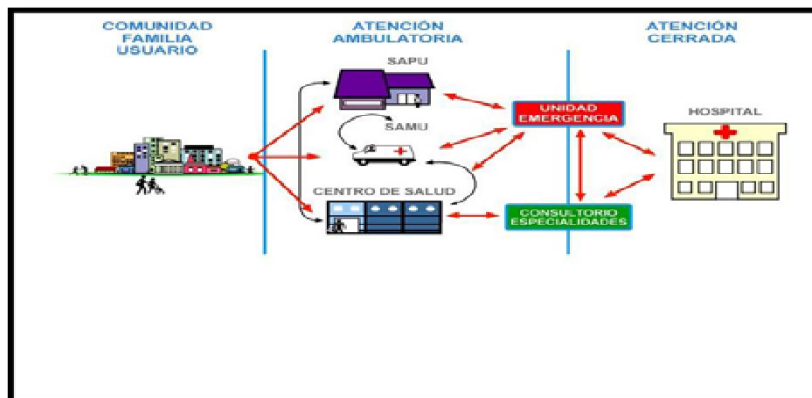 COMUNIDAD
FAMILIA
USUARIO
ATENCIÓN
AMBULATORIA
ATENCIÓN
CERRADA
SAPU
UNIDAD
EMERGENCIA
HOSPITAL
SAMU
CENTRO DE SALUD
CONSULTORIO
ESPECIALIDADES